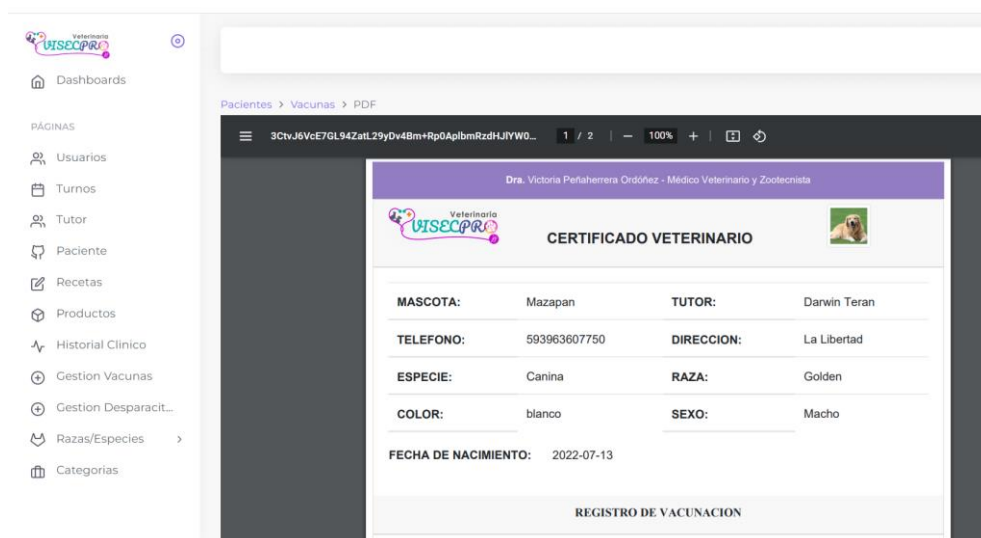 Veterinaria
VISECPRO
Dashboards
PÁGINAS
Usuarios
Turnos
Tutor
Paciente
Recetas
Productos
Historial Clinico
Gestion Vacunas
Gestion Desparacit...
Razas/Especies
Categorias
Pacientes > Vacunas > PDF
3CtvJ6VcE7GL94ZatL29yDv4Bm+Rp0AplbmRzdHJlYW0... 1 / 2 | − 100% + |
Dra. Victoria Peñaherrera Ordóñez - Médico Veterinario y Zootecnista
Veterinaria
VISECPRO
CERTIFICADO VETERINARIO
MASCOTA: Mazapan TUTOR: Darwin Teran
TELEFONO: 593963607750 DIRECCION: La Libertad
ESPECIE: Canina RAZA: Golden
COLOR: blanco SEXO: Macho
FECHA DE NACIMIENTO: 2022-07-13
REGISTRO DE VACUNACION